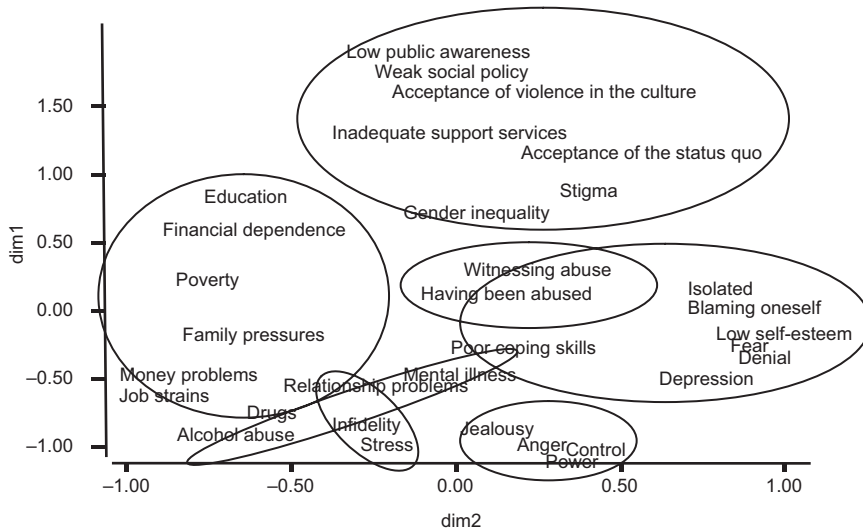 Low public awareness
Weak social policy
Acceptance of violence in the culture
1.50
Inadequate support services
Acceptance of the status quo
1.00
Stigma
Education
Gender inequality
Financial dependence
0.50
dim1
Witnessing abuse
Poverty
Having been abused
Isolated
0.00
Blaming oneself
Family pressures
Low self-esteem
Poor coping skills
Fear
Denial
Money problems
Mental illness
–0.50
Depression
Relationship problems
Job strains
Drugs
Infidelity
Jealousy
Alcohol abuse
Stress
Anger
Control
–1.00
Power
–1.00 –0.50 0.00 0.50 1.00
dim2